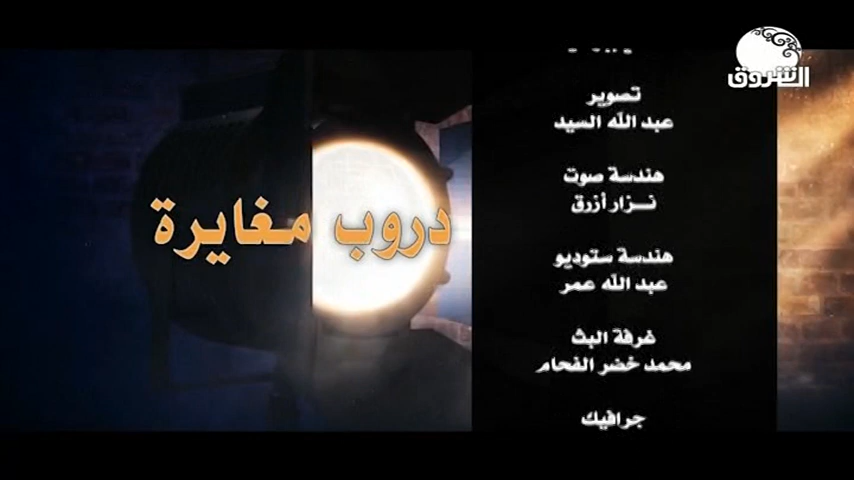 الشروق
دروب مغايرة
تصوير
عبد الله السيد
هندسة صوت
نزار أزرق
هندسة ستوديو
عبد الله عمر
غرفة البث
محمد خضر الفحام
جرافيك